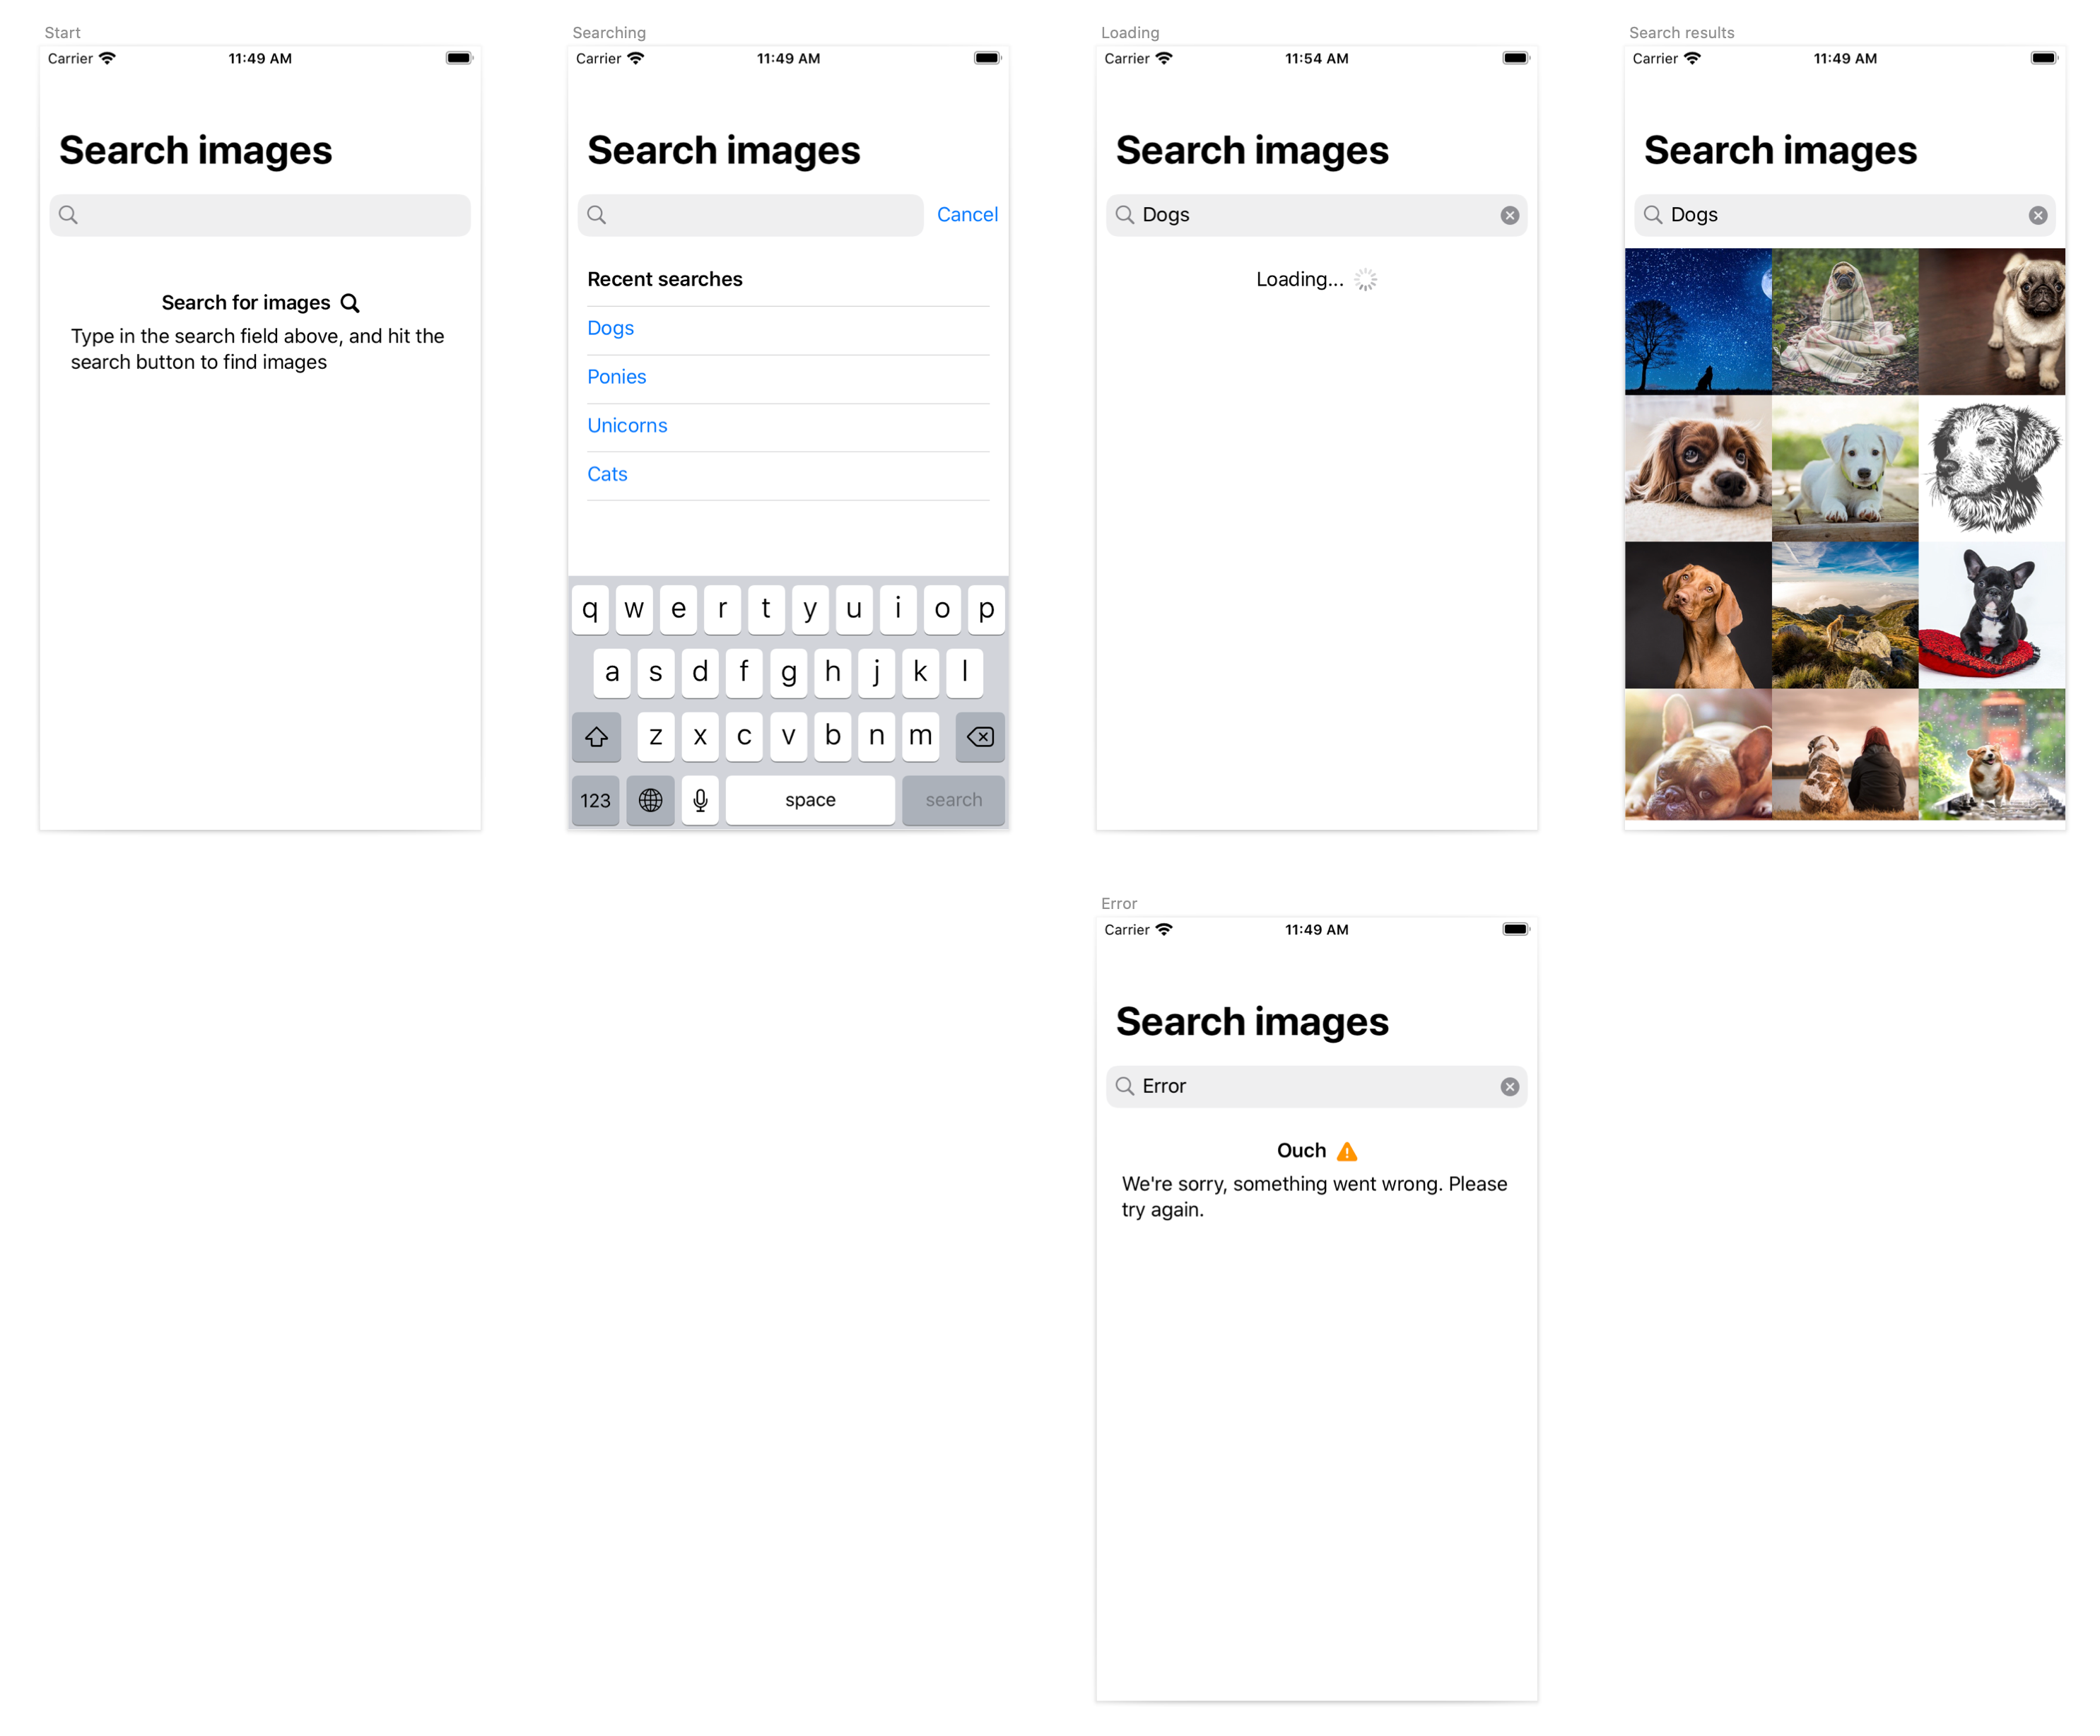 Start
Carrier 11:49 AM
Search images
Search for images
Type in the search field above, and hit the
search button to find images
Searching
Carrier 11:49 AM
Search images
Cancel
Recent searches
Dogs
Ponies
Unicorns
Cats
q w e r t y u i o p
a s d f g h j k l
z x c v b n m
123 space search
Loading
Carrier 11:54 AM
Search images
Dogs
Loading...
Search results
Carrier 11:49 AM
Search images
Dogs
Error
Carrier 11:49 AM
Search images
Error
Ouch
We're sorry, something went wrong. Please
try again.